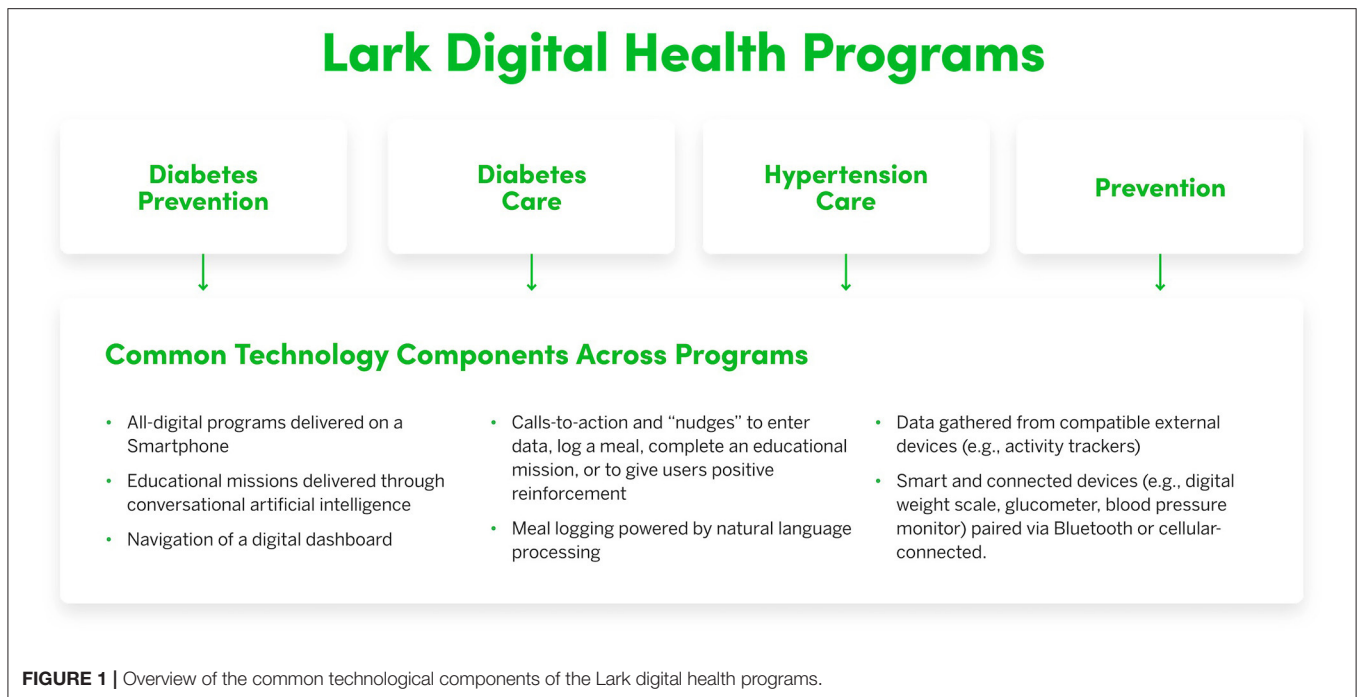 Lark Digital Health Programs
Diabetes
Prevention
Diabetes
Care
Hypertension
Care
Prevention
Common Technology Components Across Programs
• All-digital programs delivered on a
Smartphone
• Educational missions delivered through
conversational artificial intelligence
• Navigation of a digital dashboard
• Calls-to-action and “nudges” to enter
data, log a meal, complete an educational
mission, or to give users positive
reinforcement
• Meal logging powered by natural language
processing
• Data gathered from compatible external
devices (e.g., activity trackers)
• Smart and connected devices (e.g., digital
weight scale, glucometer, blood pressure
monitor) paired via Bluetooth or cellular-
connected.
FIGURE 1 | Overview of the common technological components of the Lark digital health programs.